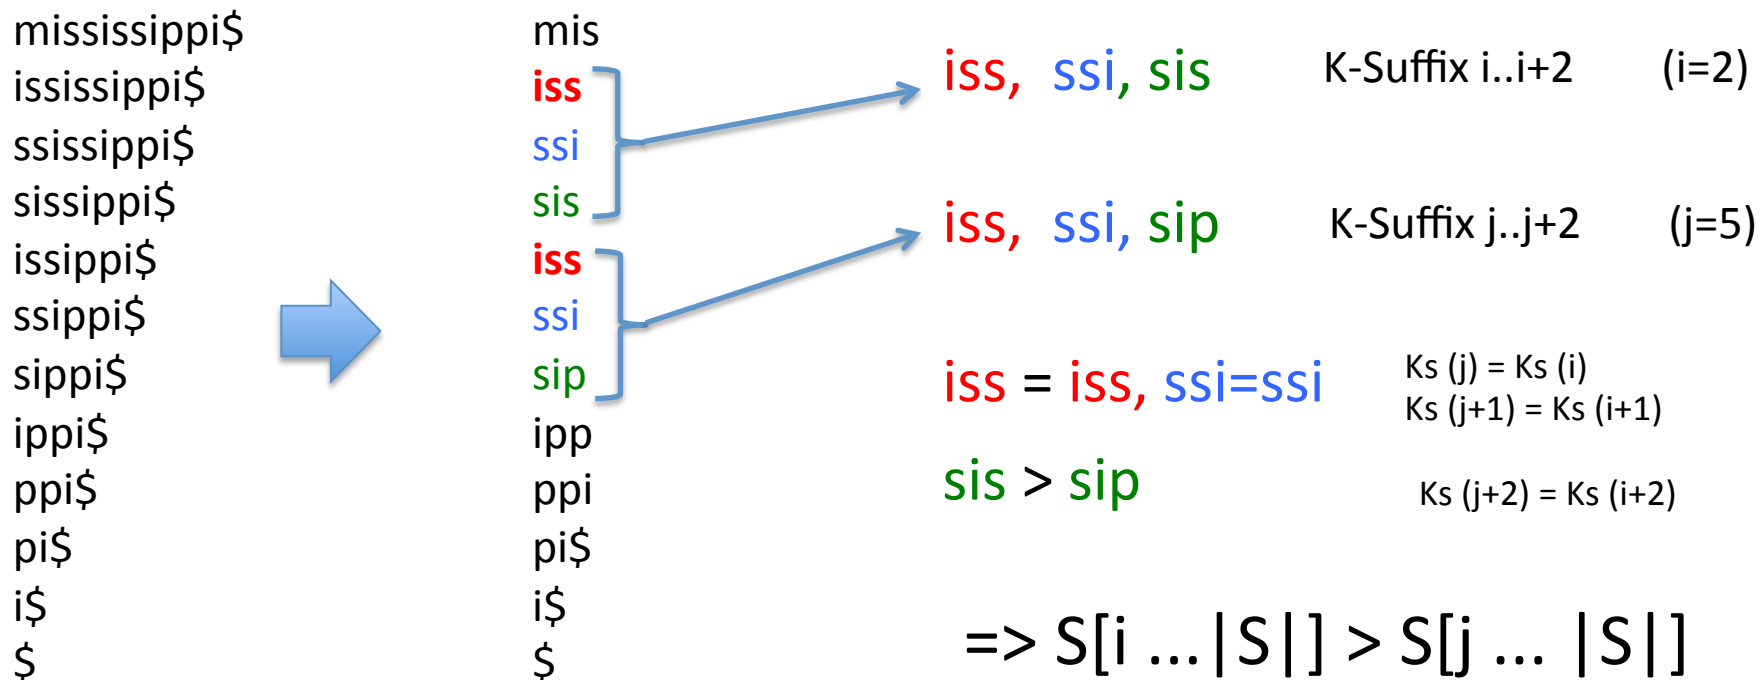 mississippi$
ississippi$
ssissippi$
sissippi$
issippi$
ssippi$
sippi$
ippi$
ppi$
pi$
i$
$
mis
iss
ssi
sis
iss
ssi
sip
ipp
ppi
pi$
i$
$
iss, ssi, sis K-Suffix i..i+2 (i=2)
iss, ssi, sip K-Suffix j..j+2 (j=5)
iss = iss, ssi=ssi
Ks (j) = Ks (i)
Ks (j+1) = Ks (i+1)
sis > sip Ks (j+2) = Ks (i+2)
=> S[i ...|S|] > S[j ... |S|]